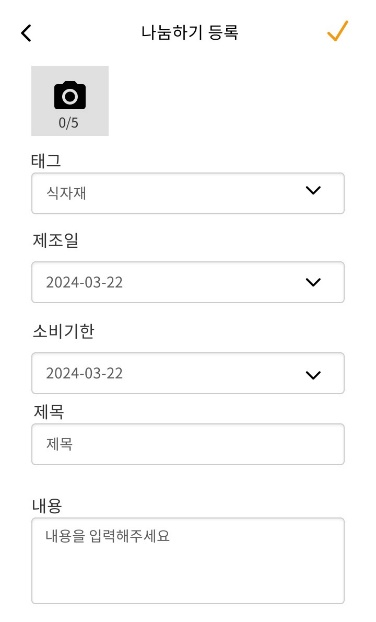 나눔하기 등록
0/5
태그
식자재
제조일
2024-03-22
소비기한
2024-03-22
제목
제목
내용
내용을 입력해주세요